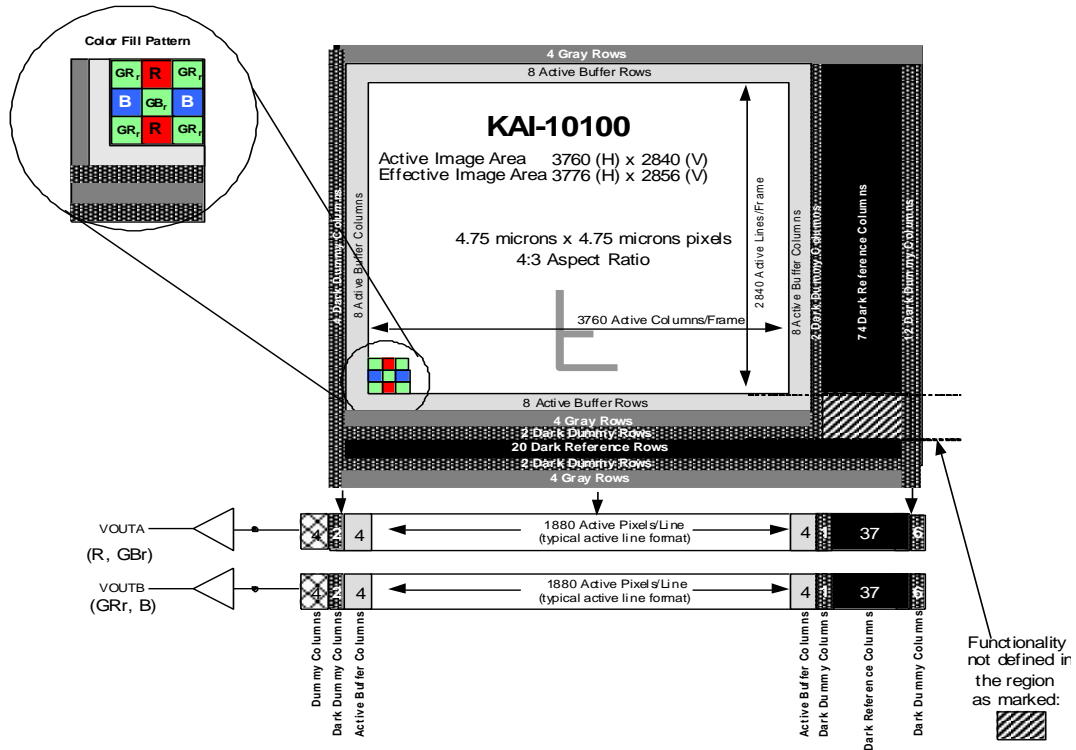 Color Fill Pattern
GRr R GRr
B GBr B
GRr R GRr
4 Gray Rows
8 Active Buffer Rows
KAI-10100
Active Image Area 3760 (H) x 2840 (V)
Effective Image Area 3776 (H) x 2856 (V)
4.75 microns x 4.75 microns pixels
4:3 Aspect Ratio
3760 Active Columns/Frame
2840 Active Lines/Frame
Dark Dummy Columns
8 Active Buffer Columns
8 Active Buffer Columns
2 Dark Dummy Columns
74 Dark Reference Columns
12 Dark Dummy Columns
8 Active Buffer Rows
4 Gray Rows
2 Dark Dummy Rows
20 Dark Reference Rows
2 Dark Dummy Rows
4 Gray Rows
VOUTA
(R, GBr)
4 4
1880 Active Pixels/Line
(typical active line format)
4 1 37 6
VOUTB
(GRr, B)
4 4
1880 Active Pixels/Line
(typical active line format)
4 1 37 6
Dummy Columns
Dark Dummy Columns
Active Buffer Columns
Active Buffer Columns
Dark Dummy Columns
Dark Reference Columns
Dark Dummy Columns
Functionality
not defined in
the region
as marked: